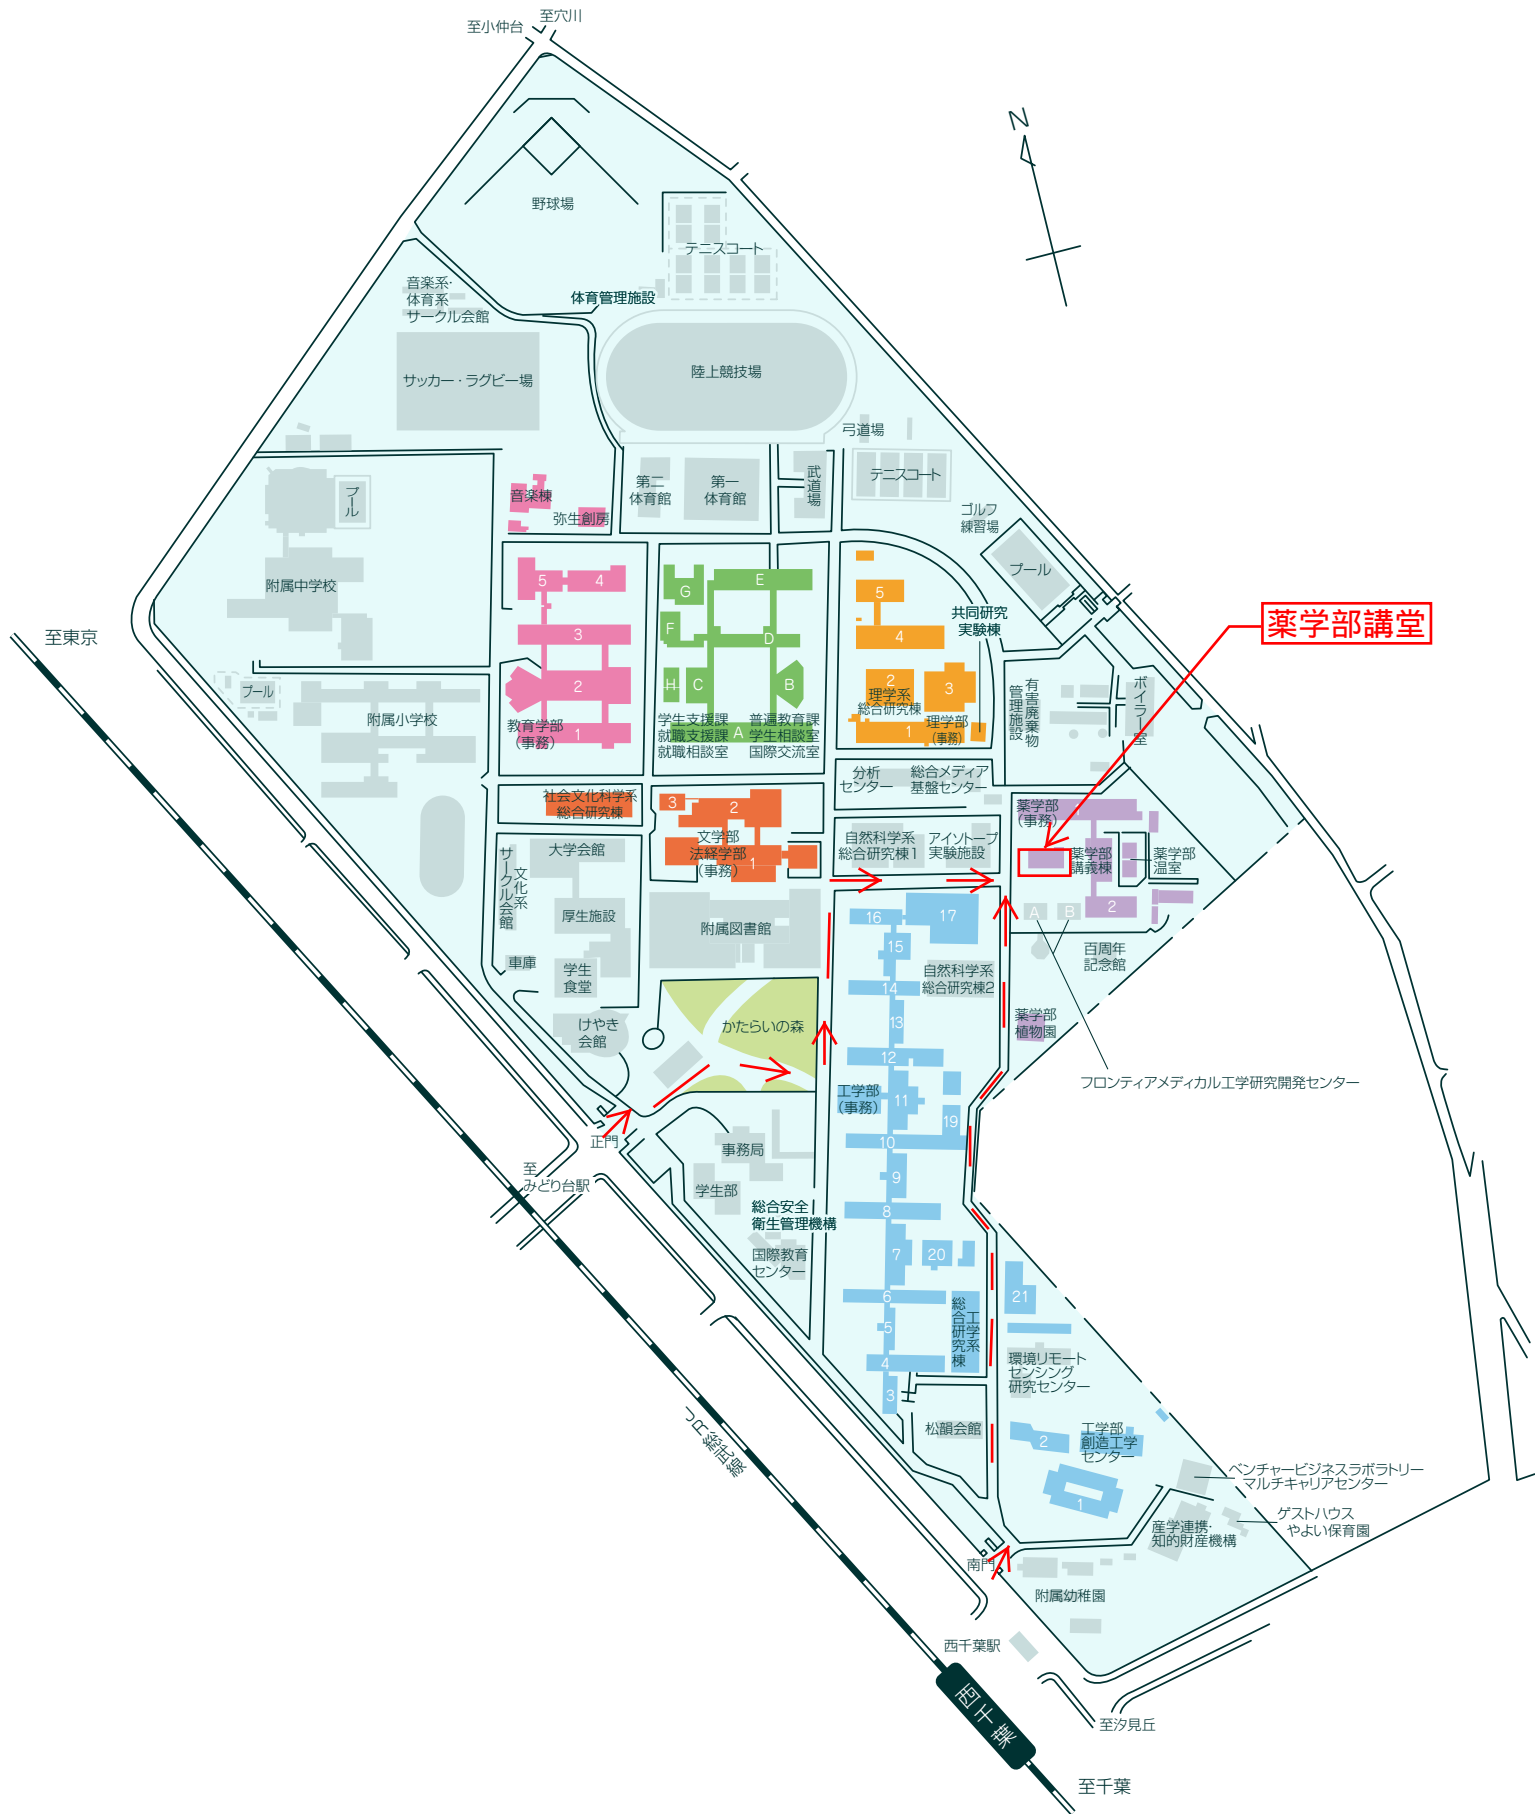 至穴川
至小仲台
N
野球場
テニスコート
音楽系・
体育系
サークル会館
体育管理施設
サッカー・ラグビー場
陸上競技場
弓道場
テニスコート
武道場
第一
体育館
第二
体育館
音楽棟
弥生創房
プール
ゴルフ
練習場
プール
附属中学校
5
4
3
2
1
教育学部
(事務)
G
E
F
D
H
C
B
A
学生支援課
就職支援課
就職相談室
普遍教育課
学生相談室
国際交流室
5
4
2
3
1
理学系
総合研究棟
理学部
(事務)
共同研究
実験棟
薬学部講堂
至東京
プール
附属小学校
有害廃棄物
管理施設
ボイラー室
分析
センター
総合メディア
基盤センター
社会文化科学系
総合研究棟
3
2
1
文学部
法経学部
(事務)
自然科学系
総合研究棟1
アイソトープ
実験施設
薬学部
(事務)
薬学部
講義棟
薬学部
温室
2
A
B
百周年
記念館
大学会館
文化系
サークル会館
厚生施設
附属図書館
車庫
学生
食堂
けやき
会館
かたらいの森
16
17
15
自然科学系
総合研究棟2
14
13
12
工学部
(事務)
11
19
10
9
8
7
20
6
5
4
3
総合工学系
研究棟
薬学部
植物園
フロンティアメディカル工学研究開発センター
正門
至
みどり台駅
事務局
学生部
総合安全
衛生管理機構
国際教育
センター
21
環境リモート
センシング
研究センター
松韻会館
2
工学部
創造工学
センター
1
ベンチャービジネスラボラトリー
マルチキャリアセンター
ゲストハウス
やよい保育園
産学連携・
知的財産機構
南門
附属幼稚園
JR総武線
西千葉駅
西千葉
至汐見丘
至千葉